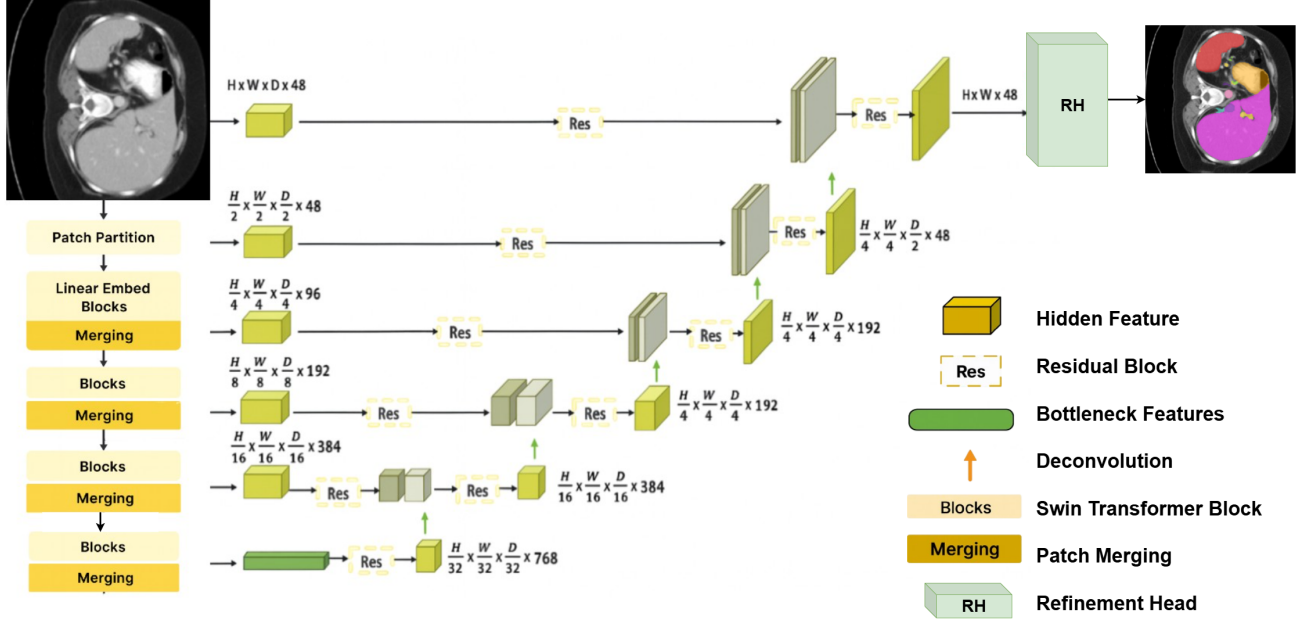 H x W x D x 48
Res
Res
H x W x 48
RH
H/2 x W/2 x D/2 x 48
Patch Partition
Res
Res
H/4 x W/4 x D/2 x 48
Linear Embed
Blocks
Merging
H/4 x W/4 x D/4 x 96
Res
Res
H/4 x W/4 x D/4 x 192
Blocks
Merging
H/8 x W/8 x D/8 x 192
Res
Res
H/4 x W/4 x D/4 x 192
Blocks
Merging
H/16 x W/16 x D/16 x 384
Res
Res
H/16 x W/16 x D/16 x 384
Blocks
Merging
Res
H/32 x W/32 x D/32 x 768
Hidden Feature
Res Residual Block
Bottleneck Features
Deconvolution
Blocks Swin Transformer Block
Merging Patch Merging
RH Refinement Head